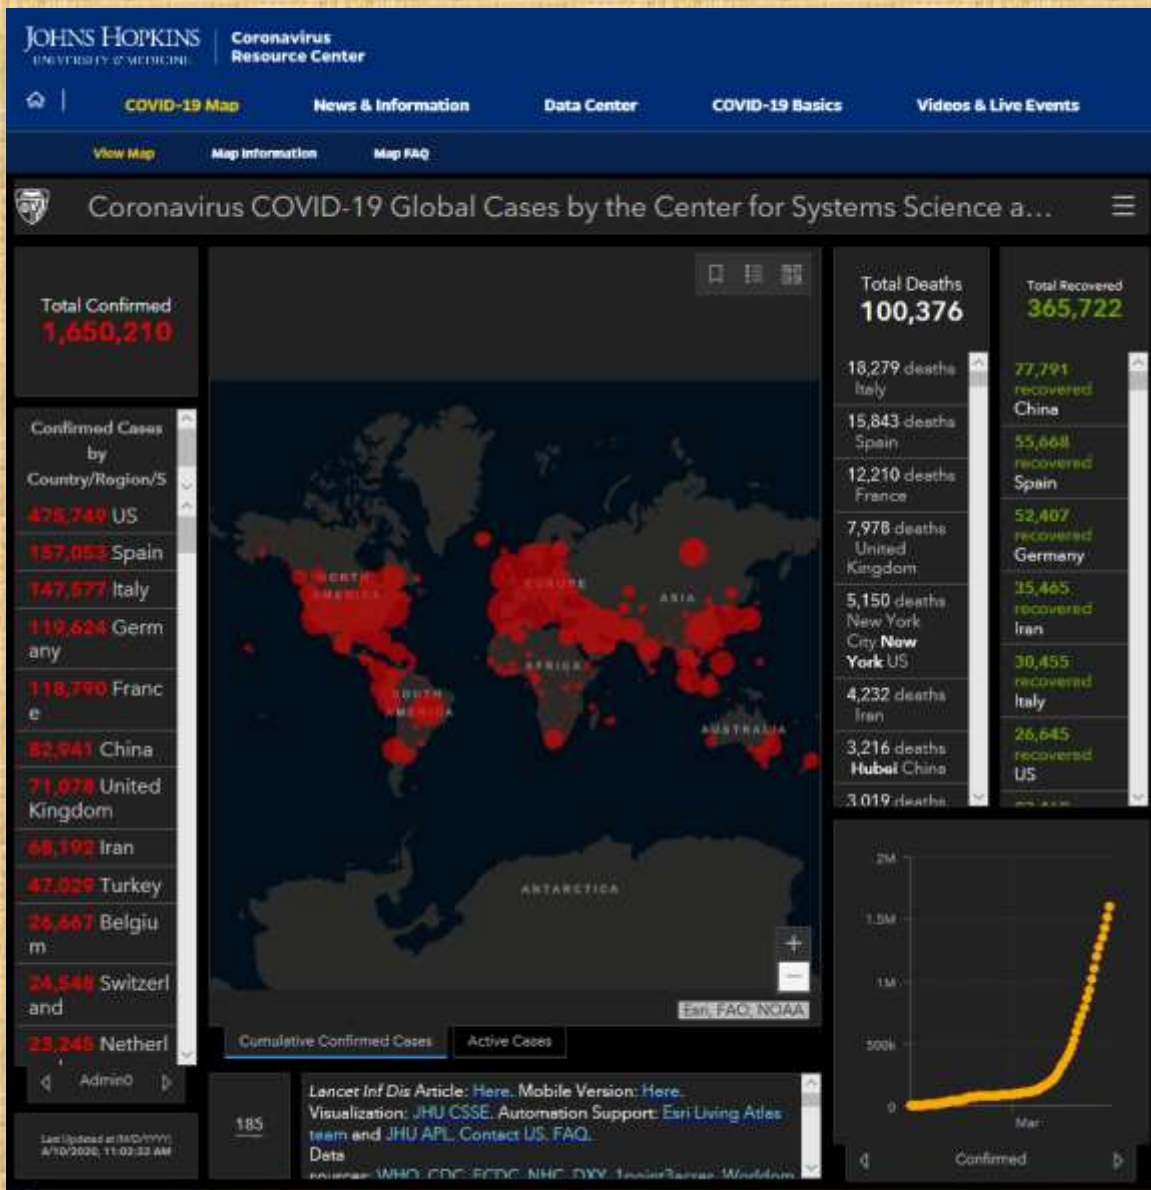 JOHNS HOPKINS
UNIVERSITY & MEDICINE
Coronavirus
Resource Center
COVID-19 Map
News & Information
Data Center
COVID-19 Basics
Videos & Live Events
View Map
Map Information
Map FAQ
Coronavirus COVID-19 Global Cases by the Center for Systems Science a...
Total Confirmed
1,650,210
Confirmed Cases
by
Country/Region/S
475,749 US
157,053 Spain
147,577 Italy
119,624 Germ
any
118,790 Franc
e
82,941 China
71,078 United
Kingdom
68,192 Iran
47,029 Turkey
26,667 Belgiu
m
24,548 Switzerl
and
23,245 Netherl
Admin0
Last Updated at (M/D/YYYY)
4/10/2020, 11:02:32 AM
NORTH
AMERICA
SOUTH
AMERICA
EUROPE
AFRICA
ASIA
AUSTRALIA
ANTARCTICA
+
−
Esri, FAO, NOAA
Cumulative Confirmed Cases
Active Cases
185
Lancet Inf Dis Article: Here. Mobile Version: Here.
Visualization: JHU CSSE. Automation Support: Esri Living Atlas
team and JHU APL. Contact US. FAQ.
Data
sources: WHO, CDC, ECDC, NHC, DXY, 1point3acres, Worldom
Total Deaths
100,376
18,279 deaths
Italy
15,843 deaths
Spain
12,210 deaths
France
7,978 deaths
United
Kingdom
5,150 deaths
New York
City New
York US
4,232 deaths
Iran
3,216 deaths
Hubei China
3,019 deaths
Total Recovered
365,722
77,791
recovered
China
55,668
recovered
Spain
52,407
recovered
Germany
35,465
recovered
Iran
30,455
recovered
Italy
26,645
recovered
US
2M
1.5M
1M
500k
0
Mar
Confirmed